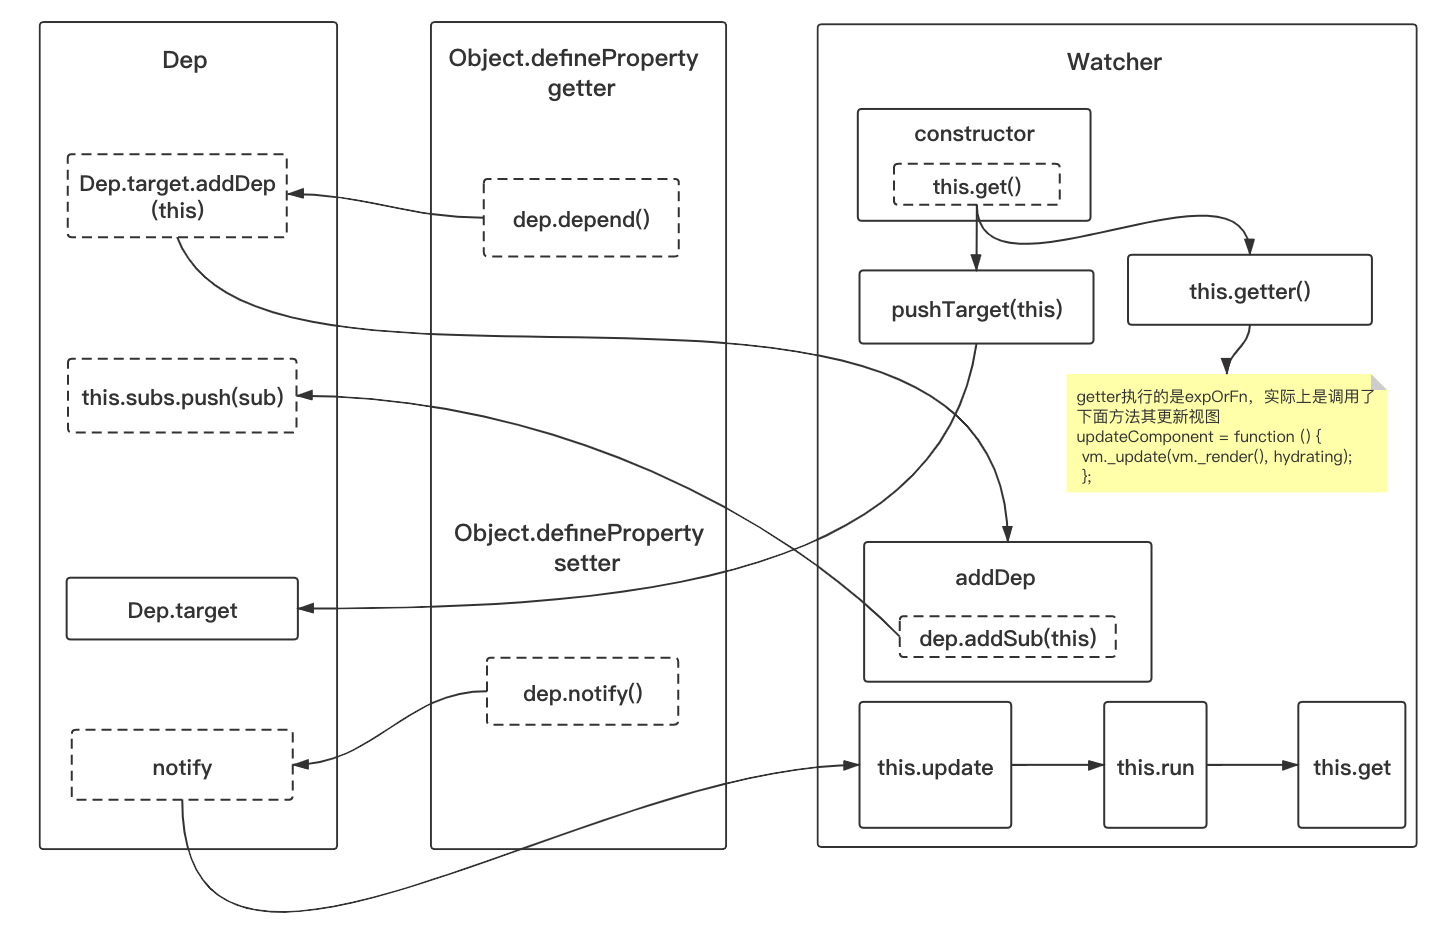 Dep
Dep.target.addDep
(this)
this.subs.push(sub)
Dep.target
notify
Object.defineProperty
getter
dep.depend()
Object.defineProperty
setter
dep.notify()
Watcher
constructor
this.get()
pushTarget(this)
this.getter()
getter执行的是expOrFn，实际上是调用了
下面方法其更新视图
updateComponent = function () {
vm._update(vm._render(), hydrating);
};
addDep
dep.addSub(this)
this.update
this.run
this.get